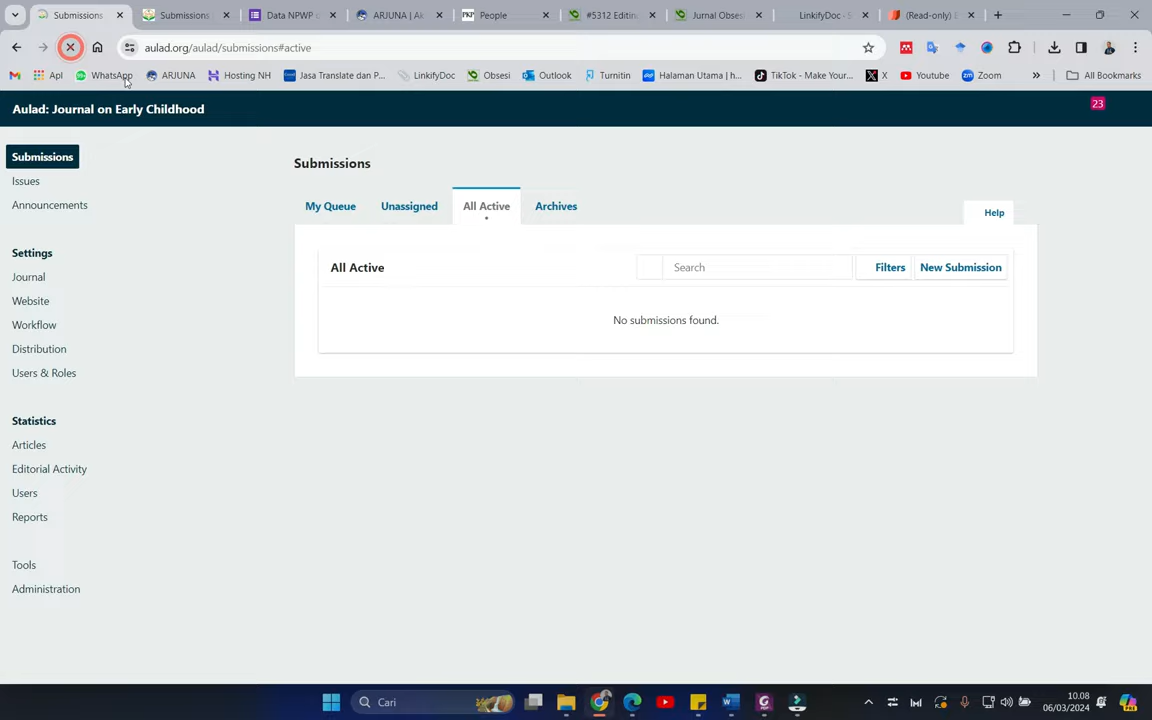 Submissions
Submissions
Data NPWP
ARJUNA | Ak
PKP
People
#5312 Editin
Jurnal Obses
LinkifyDoc - S
(Read-only)
aulad.org/aulad/submissions#active
Apl
WhatsApp
ARJUNA
Hosting NH
Jasa Translate dan P...
LinkifyDoc
Obsesi
Outlook
Turnitin
Halaman Utama | h...
TikTok - Make Your...
X
Youtube
zm
Zoom
All Bookmarks
Aulad: Journal on Early Childhood
23
Submissions
Issues
Announcements
Settings
Journal
Website
Workflow
Distribution
Users & Roles
Statistics
Articles
Editorial Activity
Users
Reports
Tools
Administration
Submissions
My Queue
Unassigned
All Active
Archives
Help
All Active
Search
Filters
New Submission
No submissions found.
Cari
10.08
06/03/2024